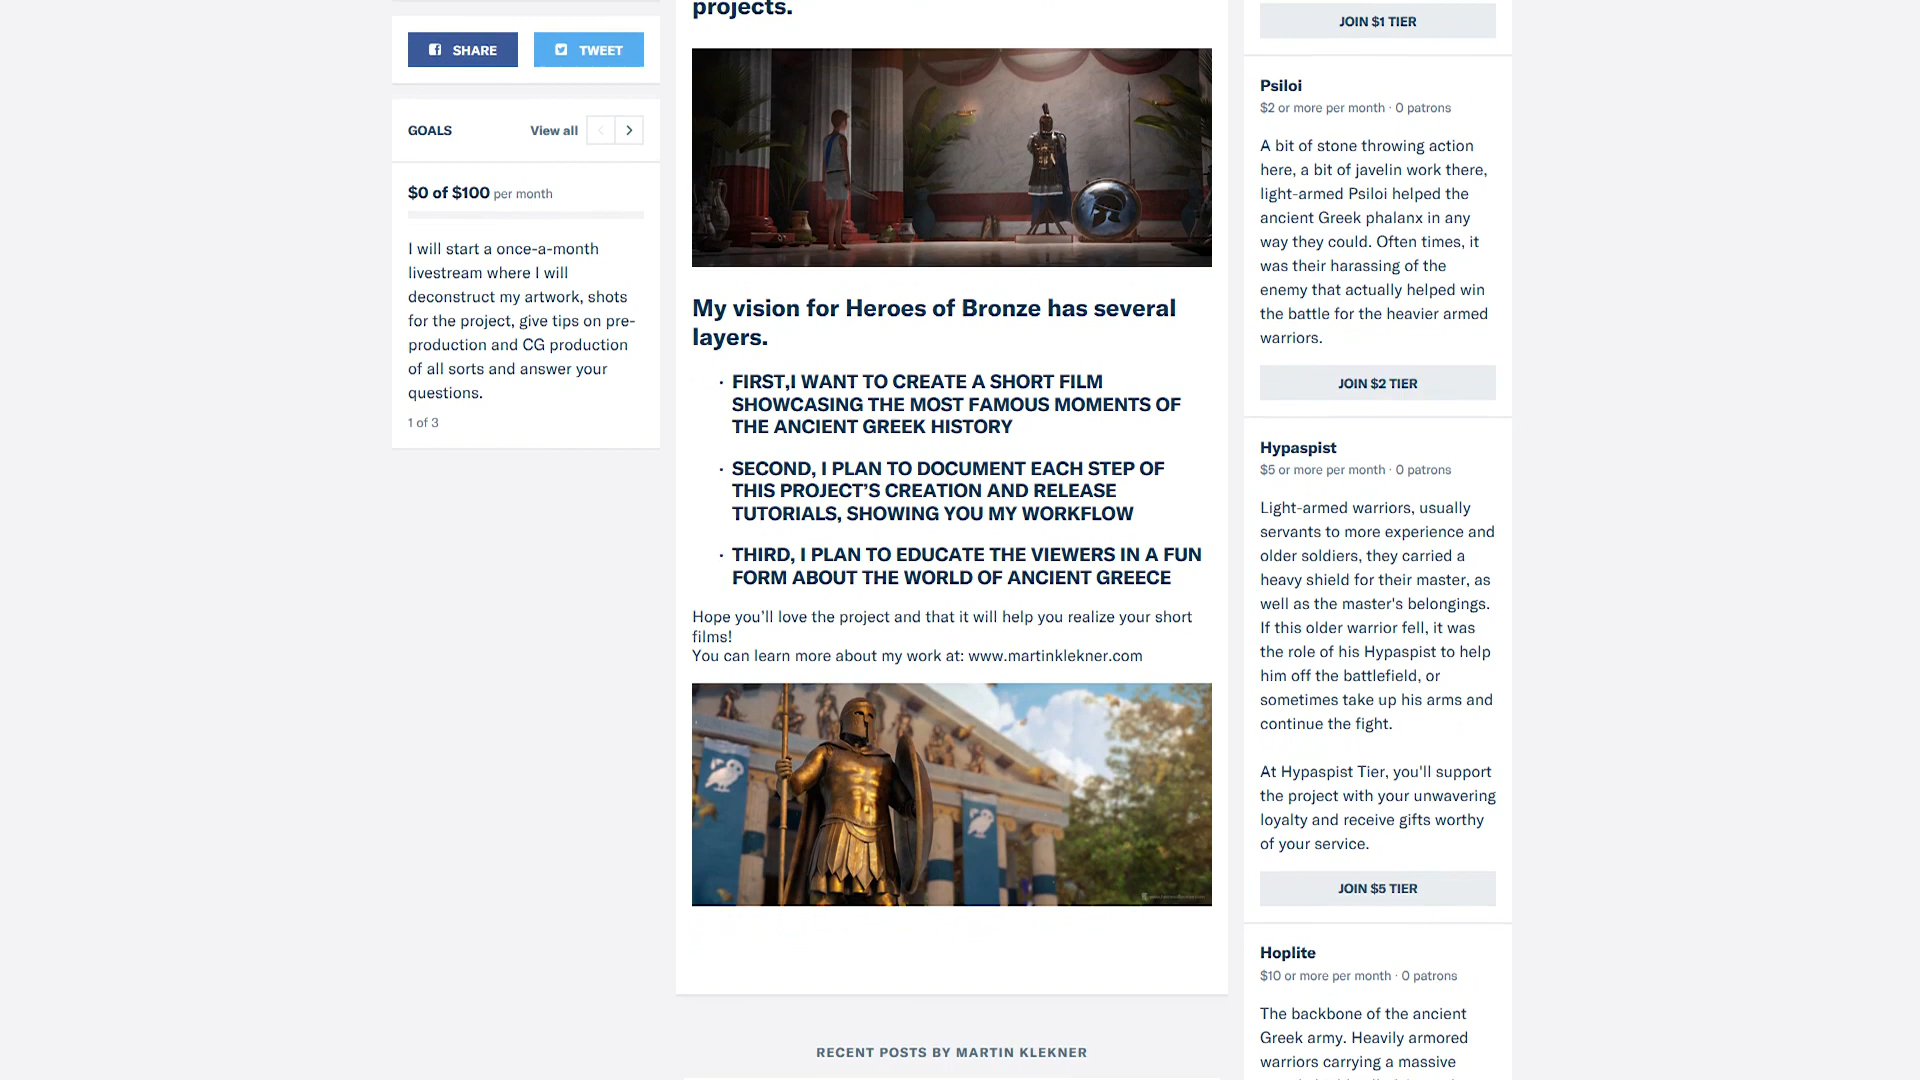 SHARE
TWEET
GOALS
View all
$0 of $100 per month
I will start a once-a-month
livestream where I will
deconstruct my artwork, shots
for the project, give tips on pre-
production and CG production
of all sorts and answer your
questions.
1 of 3
projects.
My vision for Heroes of Bronze has several
layers.
· FIRST,I WANT TO CREATE A SHORT FILM
SHOWCASING THE MOST FAMOUS MOMENTS OF
THE ANCIENT GREEK HISTORY
· SECOND, I PLAN TO DOCUMENT EACH STEP OF
THIS PROJECT’S CREATION AND RELEASE
TUTORIALS, SHOWING YOU MY WORKFLOW
· THIRD, I PLAN TO EDUCATE THE VIEWERS IN A FUN
FORM ABOUT THE WORLD OF ANCIENT GREECE
Hope you’ll love the project and that it will help you realize your short
films!
You can learn more about my work at: www.martinklekner.com
RECENT POSTS BY MARTIN KLEKNER
JOIN $1 TIER
Psiloi
$2 or more per month · 0 patrons
A bit of stone throwing action
here, a bit of javelin work there,
light-armed Psiloi helped the
ancient Greek phalanx in any
way they could. Often times, it
was their harassing of the
enemy that actually helped win
the battle for the heavier armed
warriors.
JOIN $2 TIER
Hypaspist
$5 or more per month · 0 patrons
Light-armed warriors, usually
servants to more experience and
older soldiers, they carried a
heavy shield for their master, as
well as the master's belongings.
If this older warrior fell, it was
the role of his Hypaspist to help
him off the battlefield, or
sometimes take up his arms and
continue the fight.
At Hypaspist Tier, you'll support
the project with your unwavering
loyalty and receive gifts worthy
of your service.
JOIN $5 TIER
Hoplite
$10 or more per month · 0 patrons
The backbone of the ancient
Greek army. Heavily armored
warriors carrying a massive